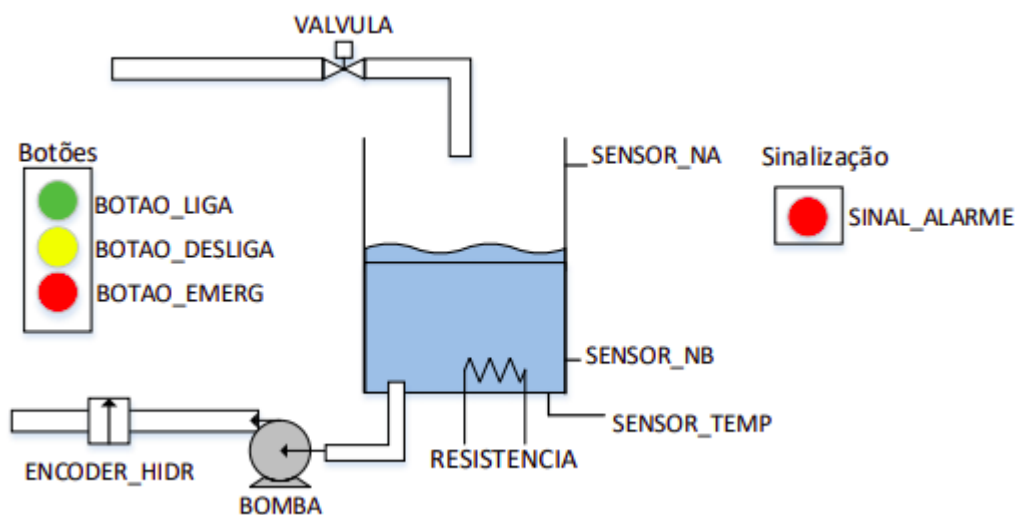 VALVULA
Botões
BOTAO_LIGA
BOTAO_DESLIGA
BOTAO_EMERG
SENSOR_NA
Sinalização
SINAL_ALARME
SENSOR_NB
SENSOR_TEMP
RESISTENCIA
ENCODER_HIDR
BOMBA